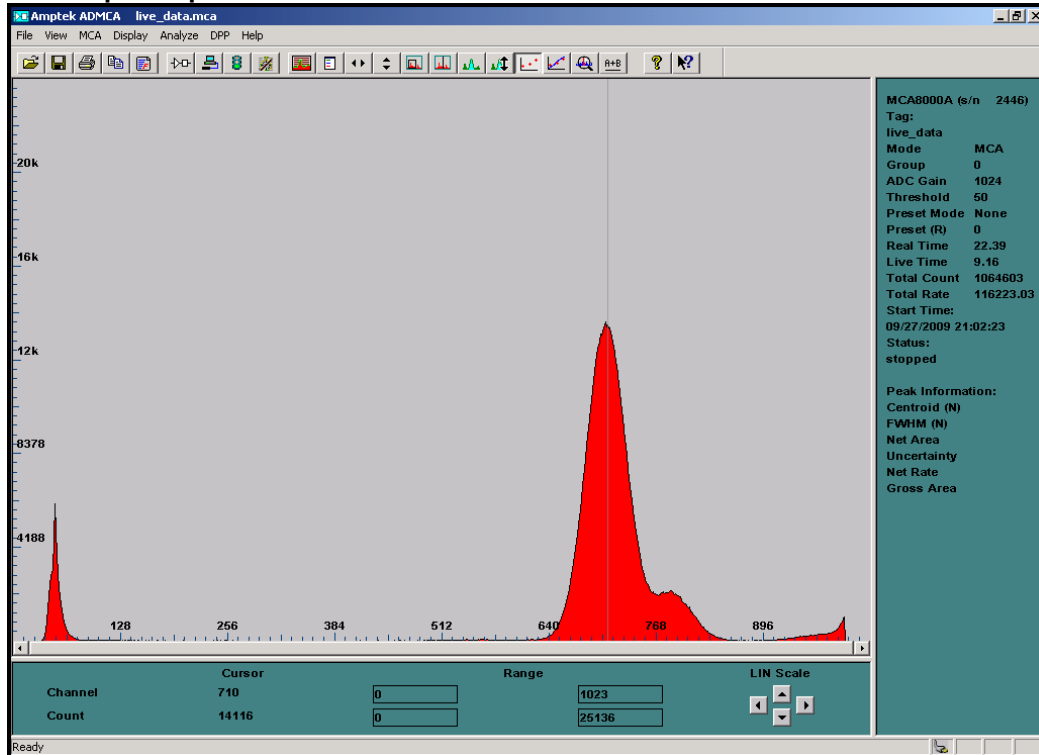 Amptek ADMCA live_data.mca
File View MCA Display Analyze DPP Help
A+B
MCA8000A (s/n 2446)
Tag:
live_data
Mode MCA
Group 0
ADC Gain 1024
Threshold 50
Preset Mode None
Preset (R) 0
Real Time 22.39
Live Time 9.16
Total Count 1064603
Total Rate 116223.03
Start Time:
09/27/2009 21:02:23
Status:
stopped
Peak Information:
Centroid (N)
FWHM (N)
Net Area
Uncertainty
Net Rate
Gross Area
20k
16k
12k
8378
4188
128 256 384 512 640 768 896
Cursor Range LIN Scale
Channel 710 0 1023
Count 14116 0 25136
Ready